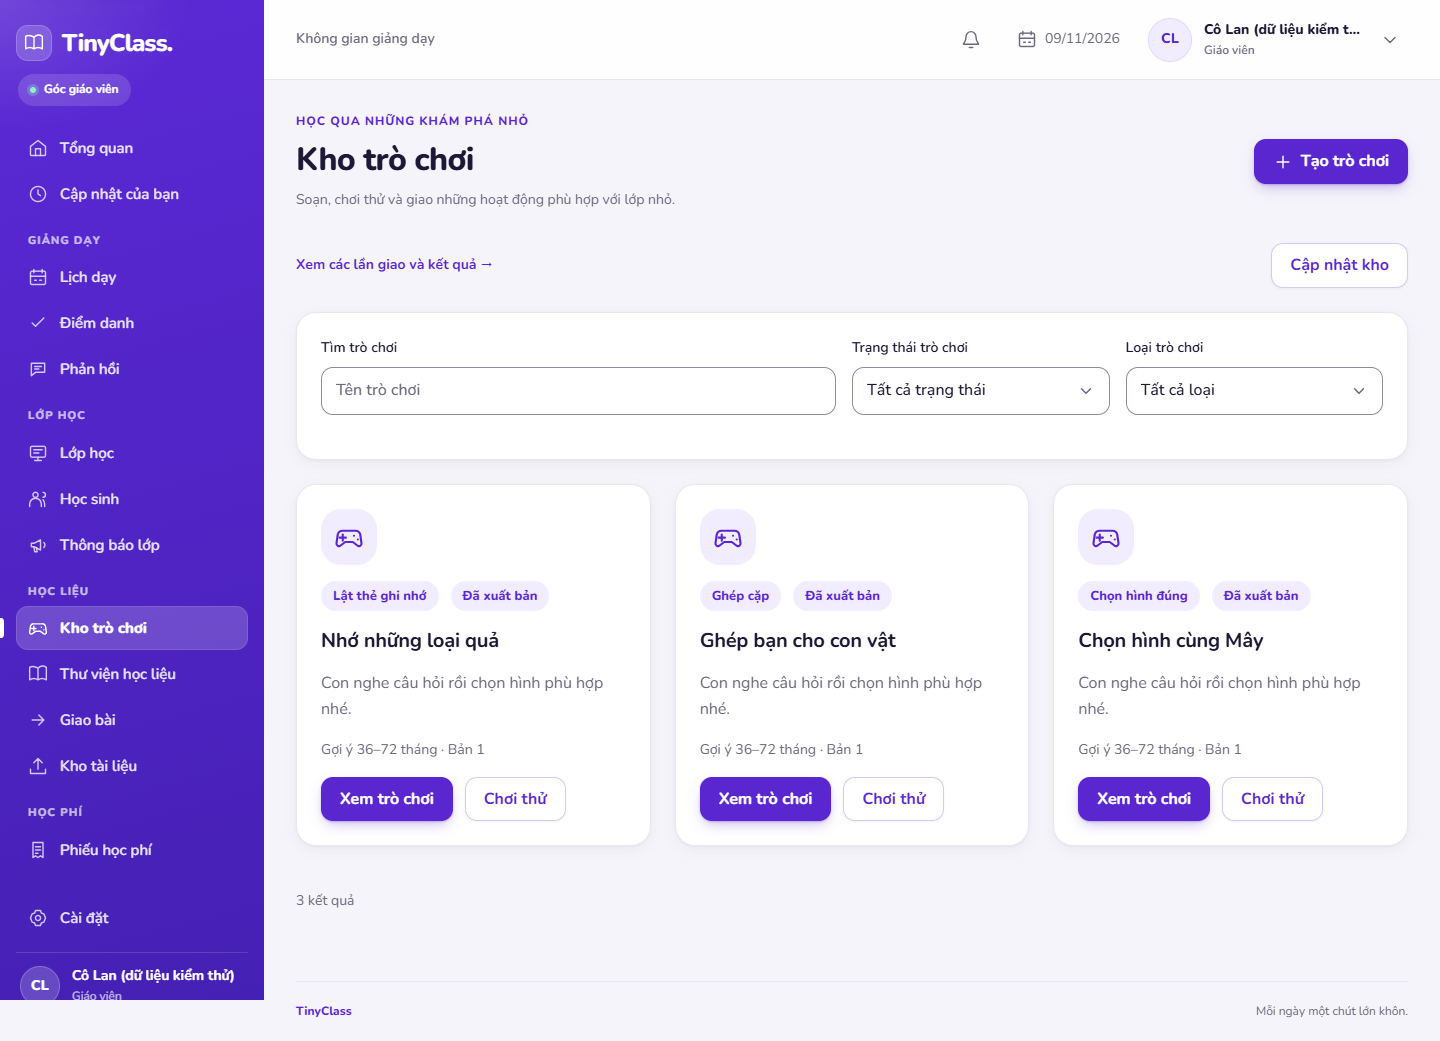 TinyClass.
Góc giáo viên
Tổng quan
Cập nhật của bạn
GIẢNG DẠY
Lịch dạy
Điểm danh
Phản hồi
LỚP HỌC
Lớp học
Học sinh
Thông báo lớp
HỌC LIỆU
Kho trò chơi
Thư viện học liệu
Giao bài
Kho tài liệu
HỌC PHÍ
Phiếu học phí
Cài đặt
CL
Cô Lan (dữ liệu kiểm thử)
Giáo viên
Không gian giảng dạy
09/11/2026
CL
Cô Lan (dữ liệu kiểm t...
Giáo viên
HỌC QUA NHỮNG KHÁM PHÁ NHỎ
Kho trò chơi
Soạn, chơi thử và giao những hoạt động phù hợp với lớp nhỏ.
+ Tạo trò chơi
Xem các lần giao và kết quả →
Cập nhật kho
Tìm trò chơi
Tên trò chơi
Trạng thái trò chơi
Tất cả trạng thái
Loại trò chơi
Tất cả loại
Lật thẻ ghi nhớ
Đã xuất bản
Nhớ những loại quả
Con nghe câu hỏi rồi chọn hình phù hợp
nhé.
Gợi ý 36–72 tháng · Bản 1
Xem trò chơi
Chơi thử
Ghép cặp
Đã xuất bản
Ghép bạn cho con vật
Con nghe câu hỏi rồi chọn hình phù hợp
nhé.
Gợi ý 36–72 tháng · Bản 1
Xem trò chơi
Chơi thử
Chọn hình đúng
Đã xuất bản
Chọn hình cùng Mây
Con nghe câu hỏi rồi chọn hình phù hợp
nhé.
Gợi ý 36–72 tháng · Bản 1
Xem trò chơi
Chơi thử
3 kết quả
TinyClass
Mỗi ngày một chút lớn khôn.